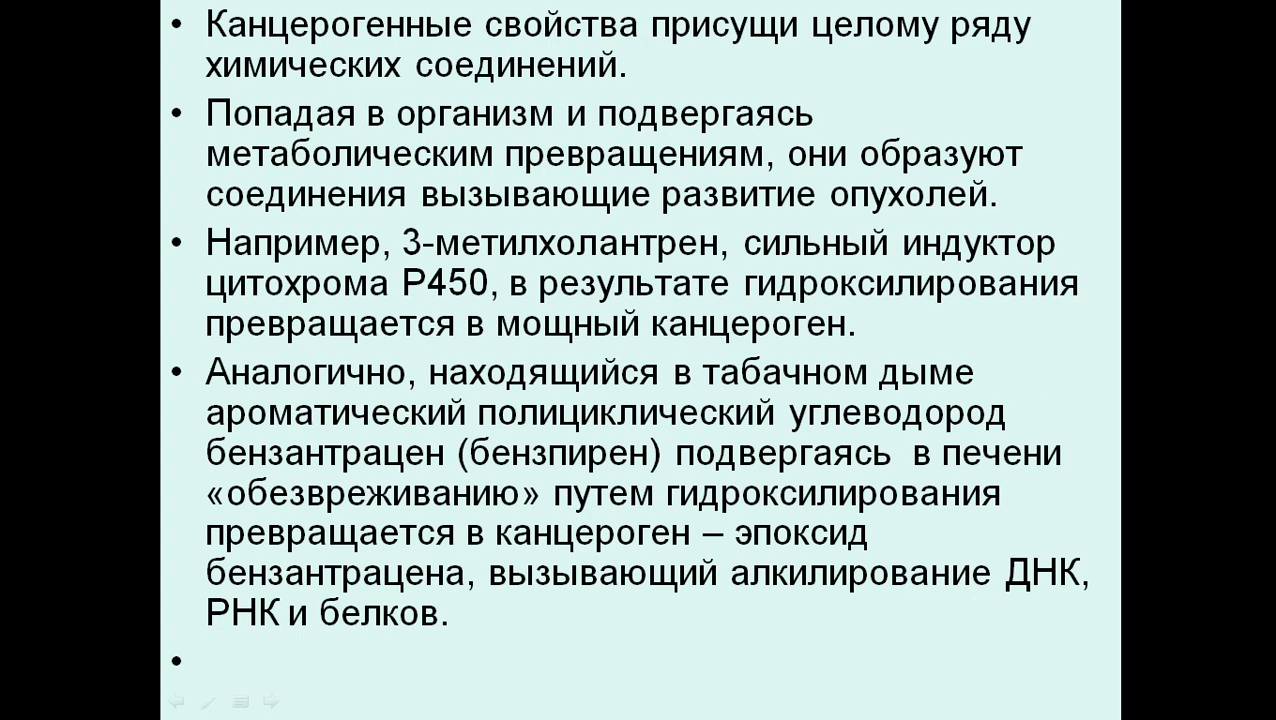 • Канцерогенные свойства присущи целому ряду
химических соединений.
• Попадая в организм и подвергаясь
метаболическим превращениям, они образуют
соединения вызывающие развитие опухолей.
• Например, 3-метилхолантрен, сильный индуктор
цитохрома Р450, в результате гидроксилирования
превращается в мощный канцероген.
• Аналогично, находящийся в табачном дыме
ароматический полициклический углеводород
бензантрацен (бензпирен) подвергаясь в печени
«обезвреживанию» путем гидроксилирования
превращается в канцероген – эпоксид
бензантрацена, вызывающий алкилирование ДНК,
РНК и белков.
•